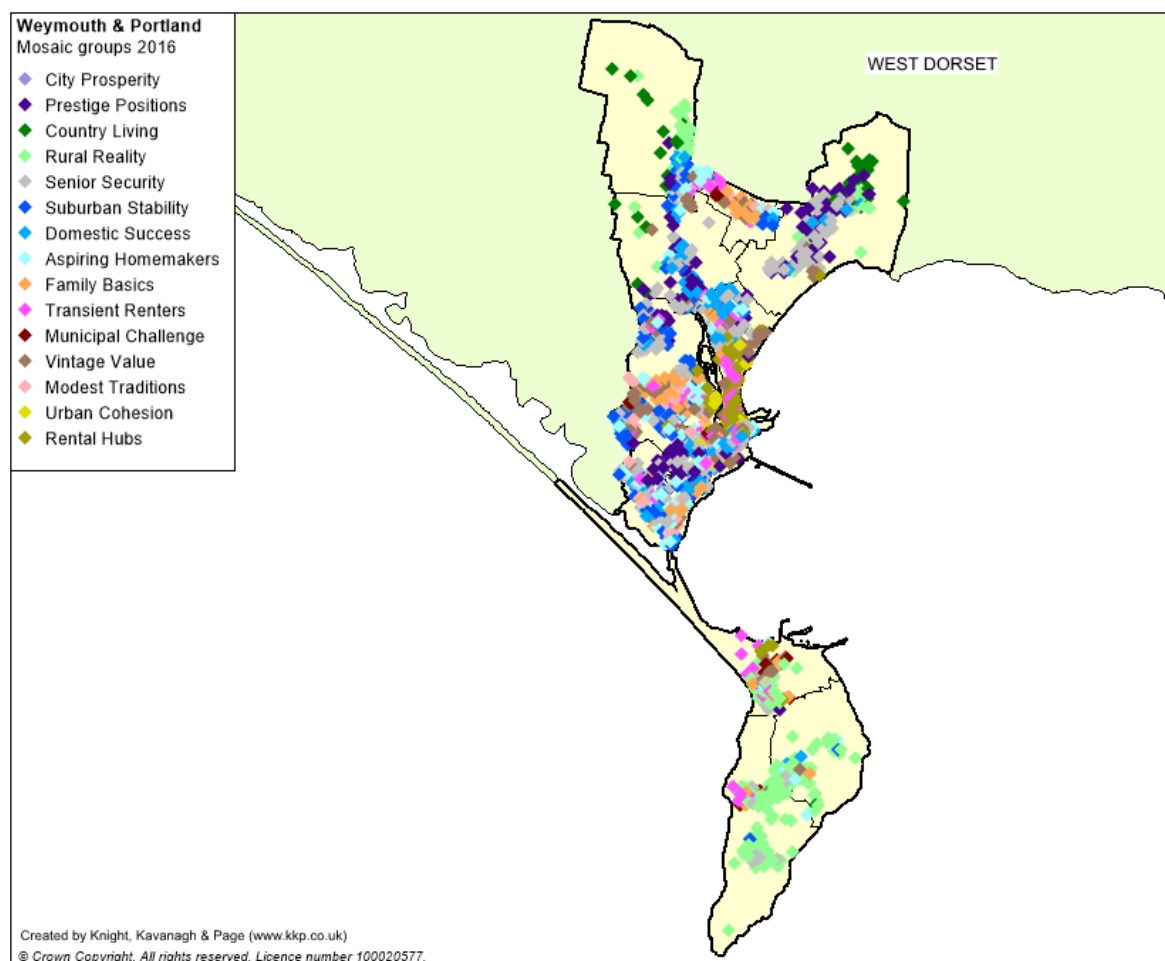 Weymouth & Portland
Mosaic groups 2016
City Prosperity
Prestige Positions
Country Living
Rural Reality
Senior Security
Suburban Stability
Domestic Success
Aspiring Homemakers
Family Basics
Transient Renters
Municipal Challenge
Vintage Value
Modest Traditions
Urban Cohesion
Rental Hubs
WEST DORSET
Created by Knight, Kavanagh & Page (www.kkp.co.uk)
© Crown Copyright. All rights reserved. Licence number 100020577.